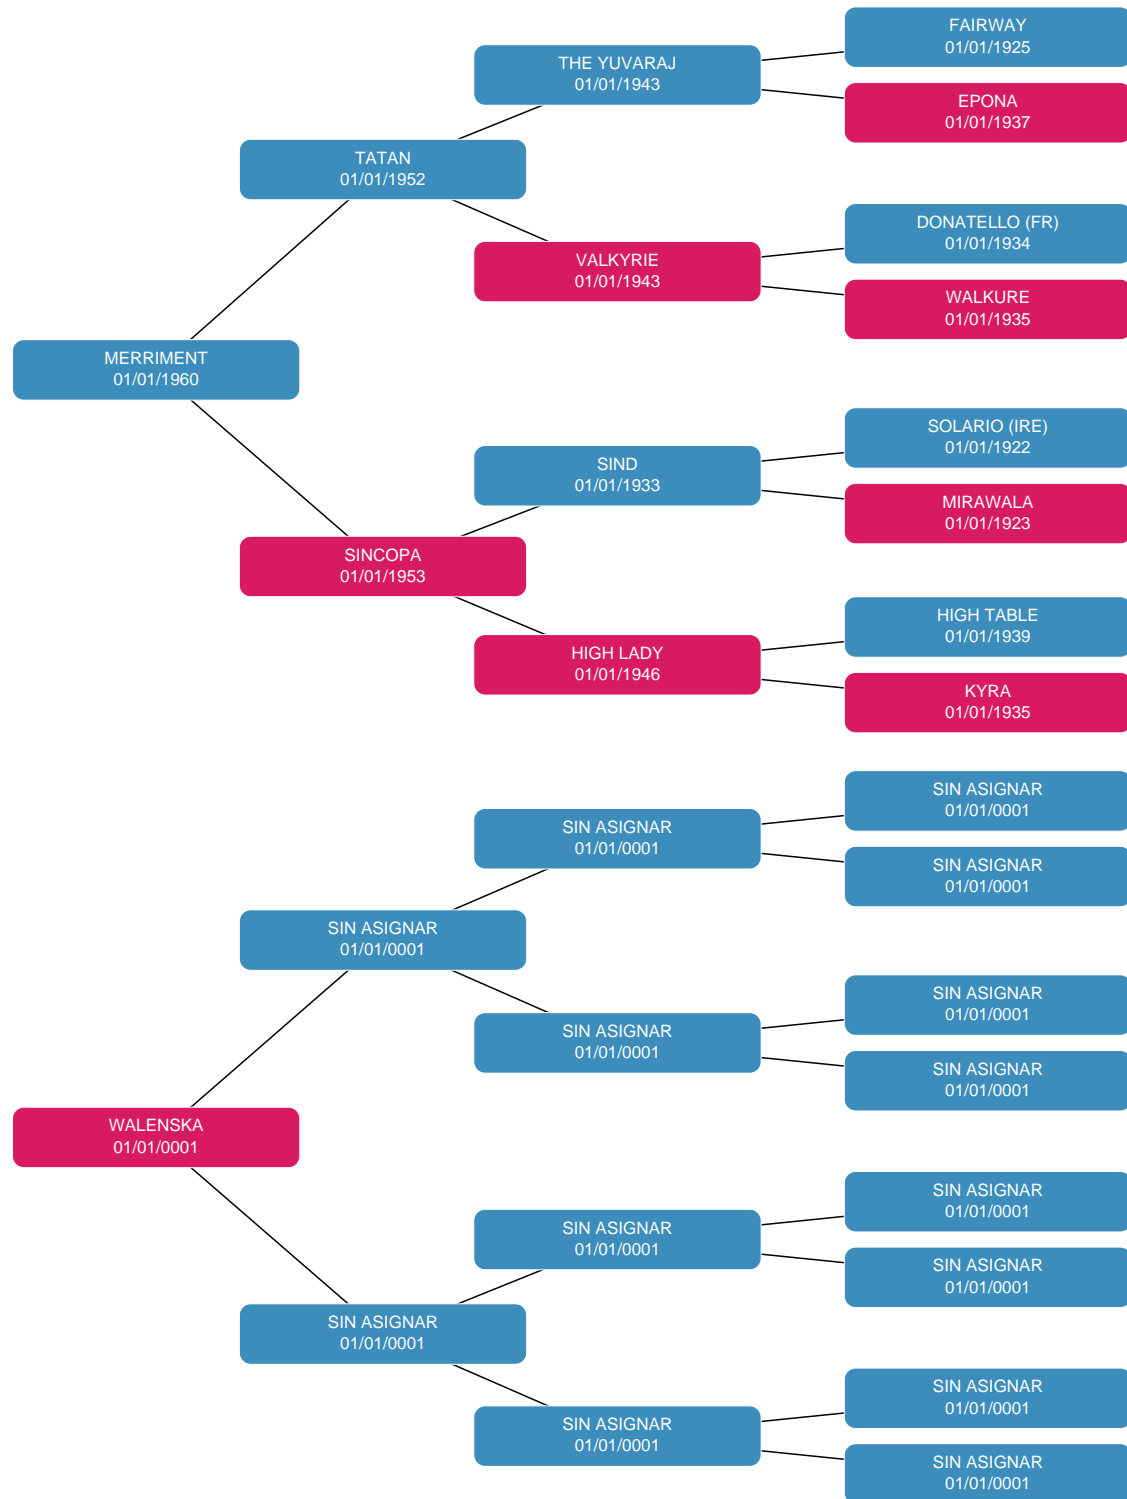 FAIRWAY
01/01/1925
THE YUVARAJ
01/01/1943
EPONA
01/01/1937
TATAN
01/01/1952
DONATELLO (FR)
01/01/1934
VALKYRIE
01/01/1943
WALKURE
01/01/1935
MERRIMENT
01/01/1960
SOLARIO (IRE)
01/01/1922
SIND
01/01/1933
MIRAWALA
01/01/1923
SINCOPA
01/01/1953
HIGH TABLE
01/01/1939
HIGH LADY
01/01/1946
KYRA
01/01/1935
SIN ASIGNAR
01/01/0001
SIN ASIGNAR
01/01/0001
SIN ASIGNAR
01/01/0001
SIN ASIGNAR
01/01/0001
SIN ASIGNAR
01/01/0001
SIN ASIGNAR
01/01/0001
SIN ASIGNAR
01/01/0001
WALENSKA
01/01/0001
SIN ASIGNAR
01/01/0001
SIN ASIGNAR
01/01/0001
SIN ASIGNAR
01/01/0001
SIN ASIGNAR
01/01/0001
SIN ASIGNAR
01/01/0001
SIN ASIGNAR
01/01/0001
SIN ASIGNAR
01/01/0001